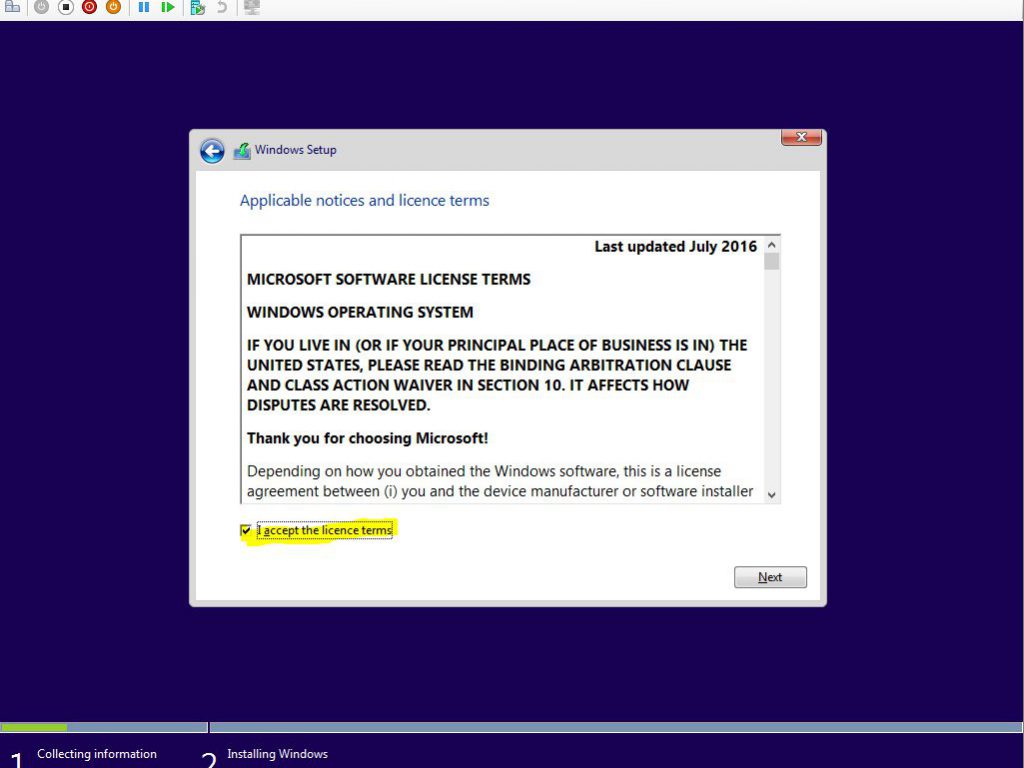 Windows Setup
Applicable notices and licence terms
Last updated July 2016
MICROSOFT SOFTWARE LICENSE TERMS
WINDOWS OPERATING SYSTEM
IF YOU LIVE IN (OR IF YOUR PRINCIPAL PLACE OF BUSINESS IS IN) THE
UNITED STATES, PLEASE READ THE BINDING ARBITRATION CLAUSE
AND CLASS ACTION WAIVER IN SECTION 10. IT AFFECTS HOW
DISPUTES ARE RESOLVED.
Thank you for choosing Microsoft!
Depending on how you obtained the Windows software, this is a license
agreement between (i) you and the device manufacturer or software installer
I accept the licence terms
Next
1 Collecting information
2 Installing Windows